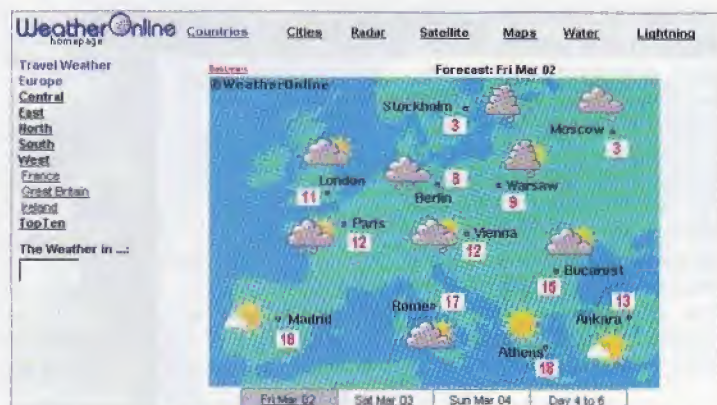 WeatherOnline
homepage
Countries Cities Radar Satellite Maps Water Lightning
Travel Weather
Europe
Central
East
North
South
West
France
Great Britain
Ireland
TopTen
The Weather in ...:
Forecast: Fri Mar 02
©WeatherOnline
Stockholm
3
Moscow
3
London
11
Berlin
8
Warsaw
9
Paris
12
Vienna
12
Bucarest
15
Madrid
18
Rome
17
Athens
18
Ankara
13
Fri Mar 02 Sat Mar 03 Sun Mar 04 Day 4 to 6